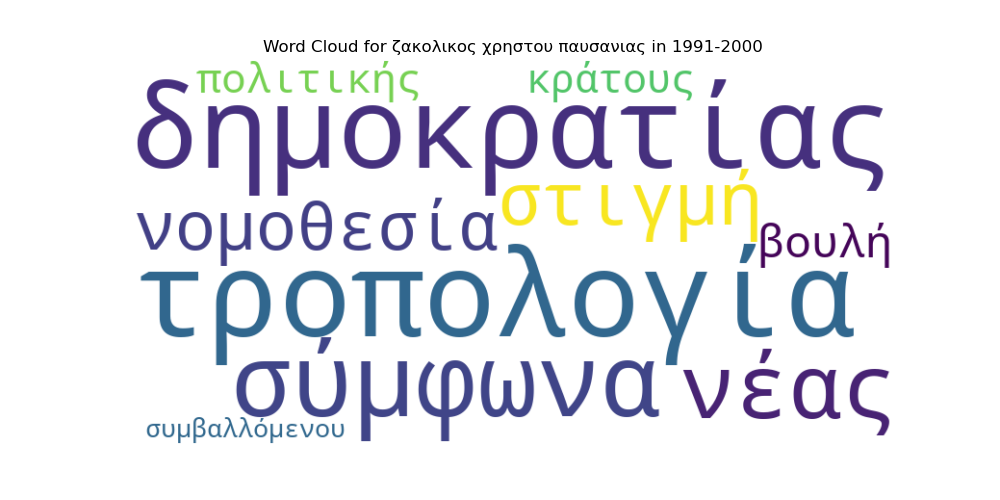 Word Cloud for ζακολικος χρηστου παυσανιας in 1991-2000
πολιτικής κράτους
δημοκρατίας
νομοθεσία στιγμή βουλή
τροπολογία
σύμφωνα νέας
συμβαλλόμενου